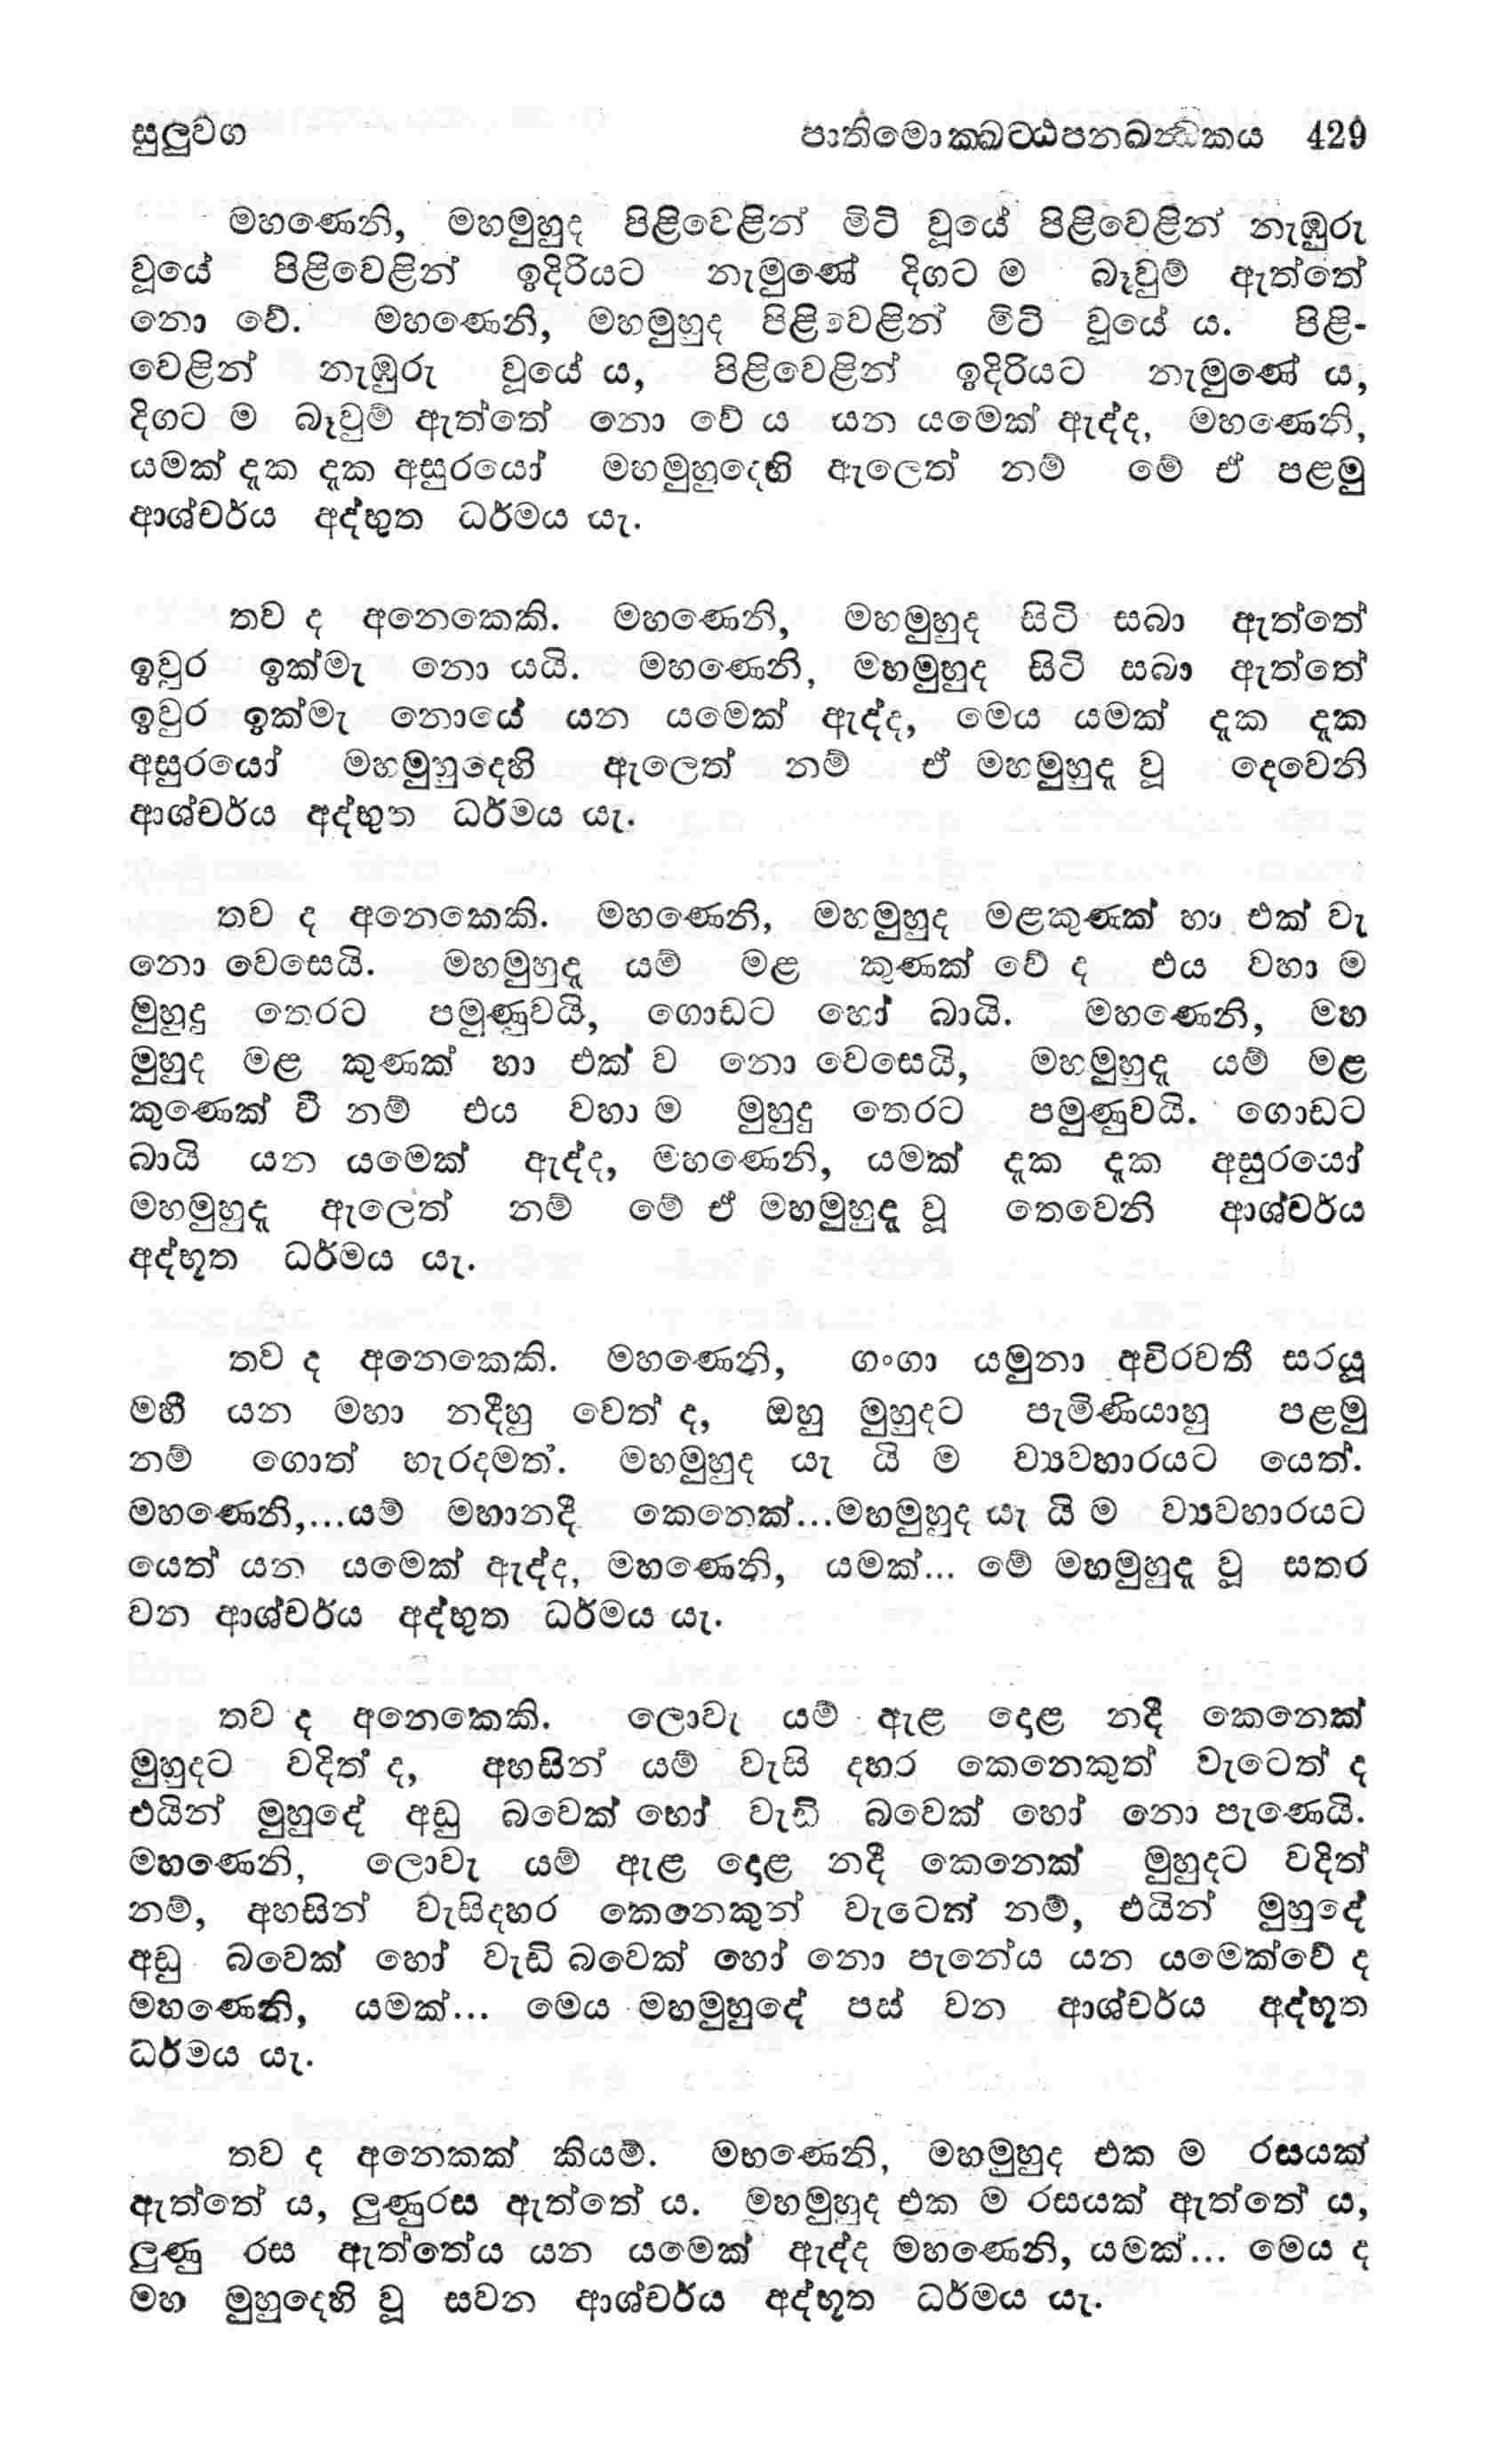 සුලුවග පාතිමොක්ඛට්ඨපනඛන්ධකය 429
මහණෙනි, මහමුහුද පිළිවෙළින් මිටි වූයේ පිළිවෙළින් නැඹුරු
වූයේ පිළිවෙළින් ඉදිරියට නැමුණේ දිගට ම බෑවුම් ඇත්තේ
නො වේ. මහණෙනි, මහමුහුද පිළිවෙළින් මිටි වූයේ ය. පිළි-
වෙළින් නැඹුරු වූයේ ය, පිළිවෙළින් ඉදිරියට නැමුණේ ය,
දිගට ම බෑවුම් ඇත්තේ නො වේ ය යන යමෙක් ඇද්ද, මහණෙනි,
යමක් දැක දැක අසුරයෝ මහමුහුදෙහි ඇලෙත් නම් මේ ඒ පළමු
ආශ්චර්ය අද්භුත ධර්මය යැ.
තව ද අනෙකෙකි. මහණෙනි, මහමුහුද සිටි සබා ඇත්තේ
ඉවුර ඉක්මැ නො යයි. මහණෙනි, මහමුහුද සිටි සබා ඇත්තේ
ඉවුර ඉක්මැ නොයේ යන යමෙක් ඇද්ද, මෙය යමක් දැක දැක
අසුරයෝ මහමුහුදෙහි ඇලෙත් නම් ඒ මහමුහුදැ වූ දෙවෙනි
ආශ්චර්ය අද්භුත ධර්මය යැ.
තව ද අනෙකෙකි. මහණෙනි, මහමුහුද මළකුණක් හා එක් වැ
නො වෙසෙයි. මහමුහුදැ යම් මළ කුණක් වේ ද එය වහා ම
මුහුදු තෙරට පමුණුවයි, ගොඩට හෝ බායි. මහණෙනි, මහ
මුහුද මළ කුණක් හා එක් ව නො වෙසෙයි, මහමුහුදැ යම් මළ
කුණෙක් වී නම් එය වහා ම මුහුදු තෙරට පමුණුවයි. ගොඩට
බායි යන යමෙක් ඇද්ද, මහණෙනි, යමක් දැක දැක අසුරයෝ
මහමුහුදැ ඇලෙත් නම් මේ ඒ මහමුහුදැ වූ තෙවෙනි ආශ්චර්ය
අද්භූත ධර්මය යැ.
තව ද අනෙකෙකි. මහණෙනි, ගංගා යමුනා අචිරවතී සරයූ
මහී යන මහා නදීහු වෙත් ද, ඔහු මුහුදට පැමිණියාහු පළමු
නම් ගොත් හැරදමත්. මහමුහුද යැ යි ම ව්‍යවහාරයට යෙත්.
මහණෙනි,...යම් මහානදී කෙනෙක්...මහමුහුද යැ යි ම ව්‍යවහාරයට
යෙත් යන යමෙක් ඇද්ද, මහණෙනි, යමක්... මේ මහමුහුදැ වූ සතර
වන ආශ්චර්ය අද්භුත ධර්මය යැ.
තව ද අනෙකෙකි. ලොවැ යම් ඇළ දෙළ නදී කෙනෙක්
මුහුදට වදිත් ද, අහසින් යම් වැසි දහර කෙනෙකුත් වැටෙත් ද
එයින් මුහුදේ අඩු බවෙක් හෝ වැඩි බවෙක් හෝ නො පැණෙයි.
මහණෙනි, ලොවැ යම් ඇළ දෙළ නදී කෙනෙක් මුහුදට වදිත්
නම්, අහසින් වැසිදහර කෙනෙකුන් වැටෙත් නම්, එයින් මුහුදේ
අඩු බවෙක් හෝ වැඩි බවෙක් හෝ නො පැනේය යන යමෙක්වේ ද
මහණෙනි, යමක්... මෙය මහමුහුදේ පස් වන ආශ්චර්ය අද්භූත
ධර්මය යැ.
තව ද අනෙකක් කියම්. මහණෙනි, මහමුහුද එක ම රසයක්
ඇත්තේ ය, ලුණුරස ඇත්තේ ය. මහමුහුද එක ම රසයක් ඇත්තේ ය,
ලුණු රස ඇත්තේය යන යමෙක් ඇද්ද මහණෙනි, යමක්... මෙය ද
මහ මුහුදෙහි වූ සවන ආශ්චර්ය අද්භූත ධර්මය යැ.